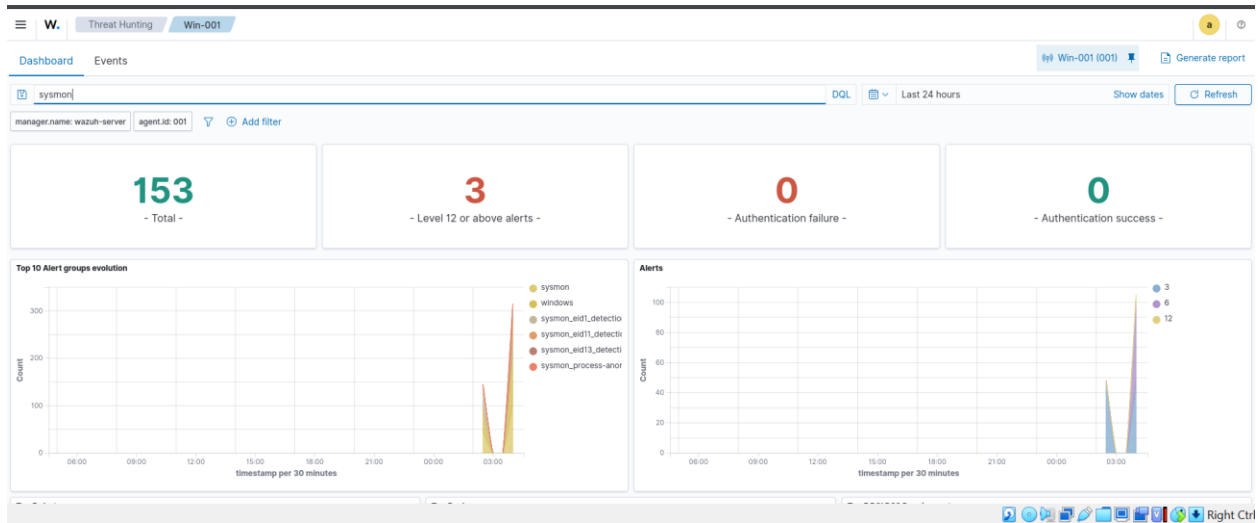 W. Threat Hunting Win-001 a
Dashboard Events Win-001 (001) Generate report
sysmon DQL Last 24 hours Show dates Refresh
manager.name: wazuh-server agent.id: 001 Add filter
153 3 0 0
- Total - - Level 12 or above alerts - - Authentication failure - - Authentication success -
Top 10 Alert groups evolution
sysmon
windows
sysmon_eid1_detectio
sysmon_eid11_detecti
sysmon_eid13_detecti
sysmon_process-anor
300
200
100
0
Count
06:00 09:00 12:00 15:00 18:00 21:00 00:00 03:00
timestamp per 30 minutes
Alerts
3
6
12
100
80
60
40
20
0
Count
06:00 09:00 12:00 15:00 18:00 21:00 00:00 03:00
timestamp per 30 minutes
Right Ctrl